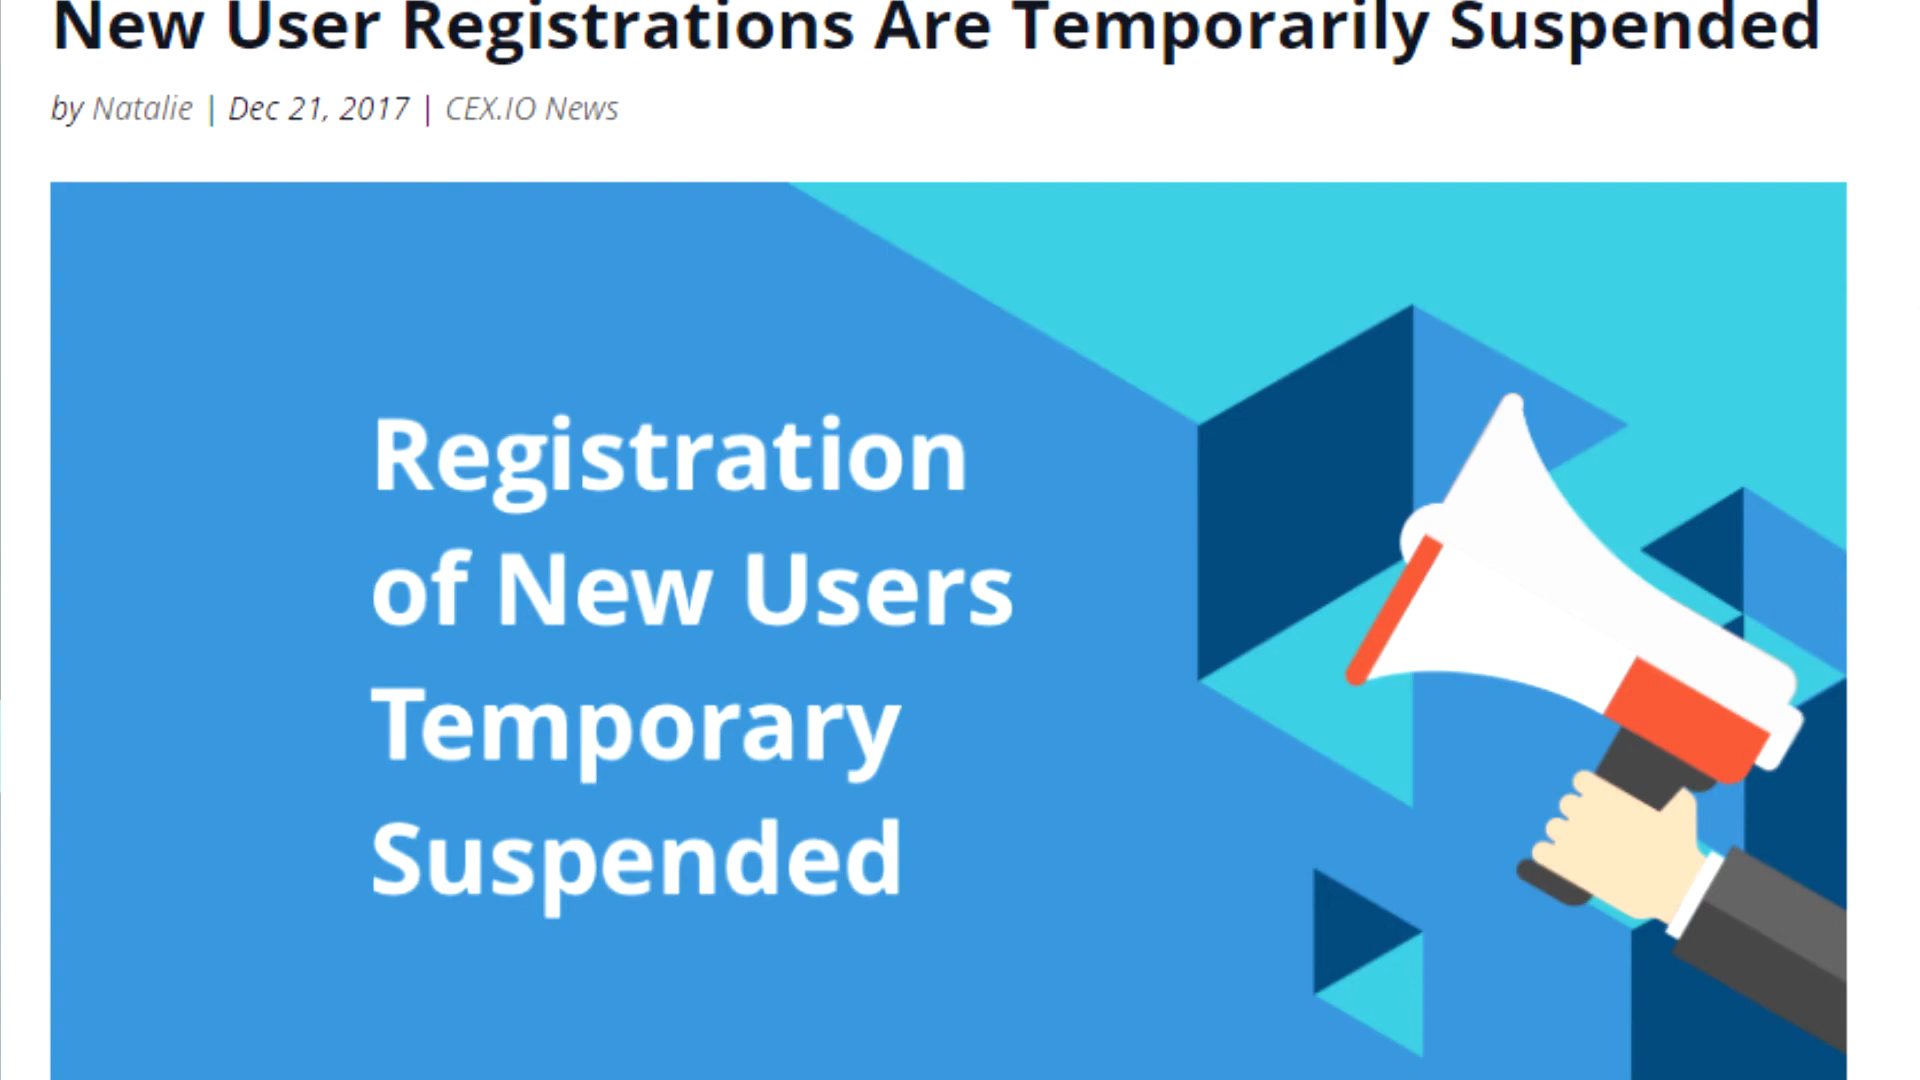 New User Registrations Are Temporarily Suspended
by Natalie | Dec 21, 2017 | CEX.IO News
Registration
of New Users
Temporary
Suspended